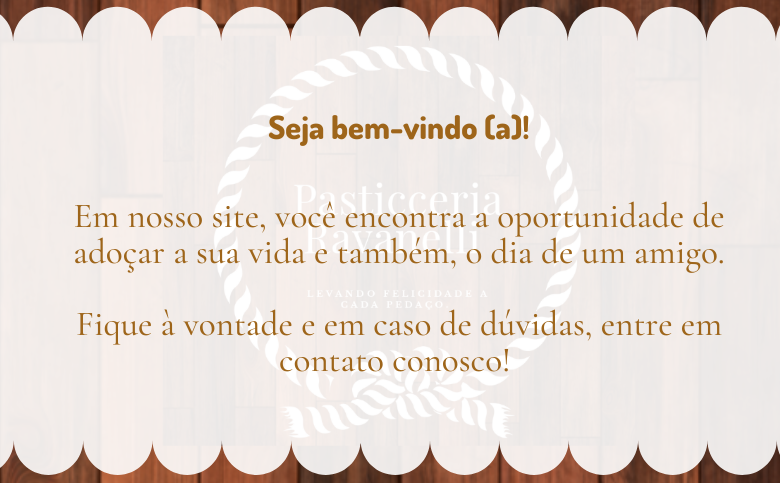 Seja bem-vindo (a)!
Pasticceria
Em nosso site, você encontra a oportunidade de
Ravanelli
adoçar a sua vida e também, o dia de um amigo.
LEVANDO FELICIDADE A
CADA PEDAÇO.
Fique à vontade e em caso de dúvidas, entre em
contato conosco!